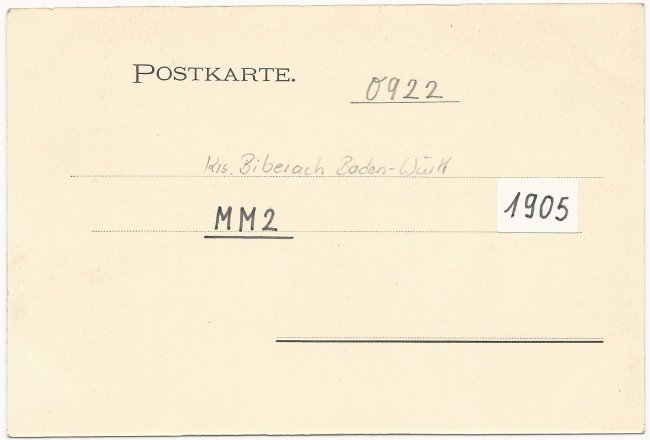 POSTKARTE.
0922
Krs. Biberach Baden-Württ
MM2
1905